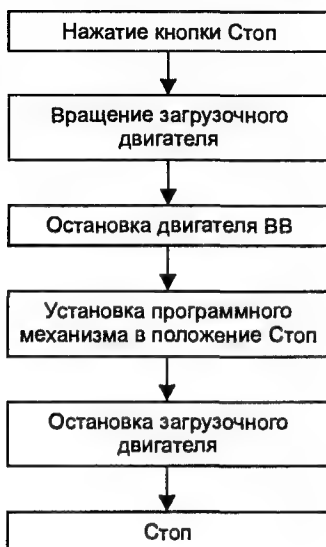 Нажатие кнопки Стоп
Вращение загрузочного
двигателя
Остановка двигателя ВВ
Установка программного
механизма в положение Стоп
Остановка загрузочного
двигателя
Стоп